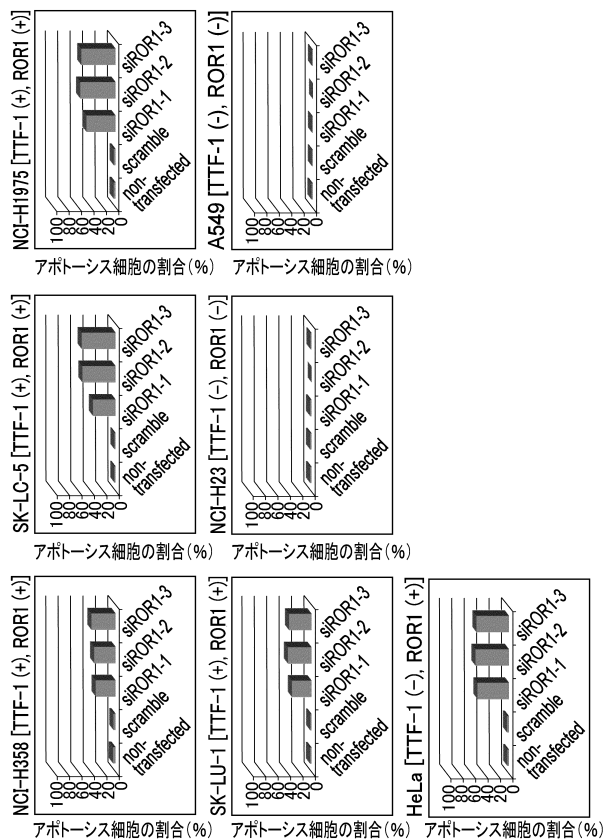 NCI-H1975 [TTF-1 (+), ROR1 (+)]
100
80
60
40
20
0
non-
transfected
scramble
siROR1-1
siROR1-2
siROR1-3
アポトーシス細胞の割合(%)
A549 [TTF-1 (-), ROR1 (-)]
100
80
60
40
20
0
non-
transfected
scramble
siROR1-1
siROR1-2
siROR1-3
アポトーシス細胞の割合(%)
SK-LC-5 [TTF-1 (+), ROR1 (+)]
100
80
60
40
20
0
non-
transfected
scramble
siROR1-1
siROR1-2
siROR1-3
アポトーシス細胞の割合(%)
NCI-H23 [TTF-1 (-), ROR1 (-)]
100
80
60
40
20
0
non-
transfected
scramble
siROR1-1
siROR1-2
siROR1-3
アポトーシス細胞の割合(%)
NCI-H358 [TTF-1 (+), ROR1 (+)]
100
80
60
40
20
0
non-
transfected
scramble
siROR1-1
siROR1-2
siROR1-3
アポトーシス細胞の割合(%)
SK-LU-1 [TTF-1 (+), ROR1 (+)]
100
80
60
40
20
0
non-
transfected
scramble
siROR1-1
siROR1-2
siROR1-3
アポトーシス細胞の割合(%)
HeLa [TTF-1 (-), ROR1 (+)]
100
80
60
40
20
0
non-
transfected
scramble
siROR1-1
siROR1-2
siROR1-3
アポトーシス細胞の割合(%)